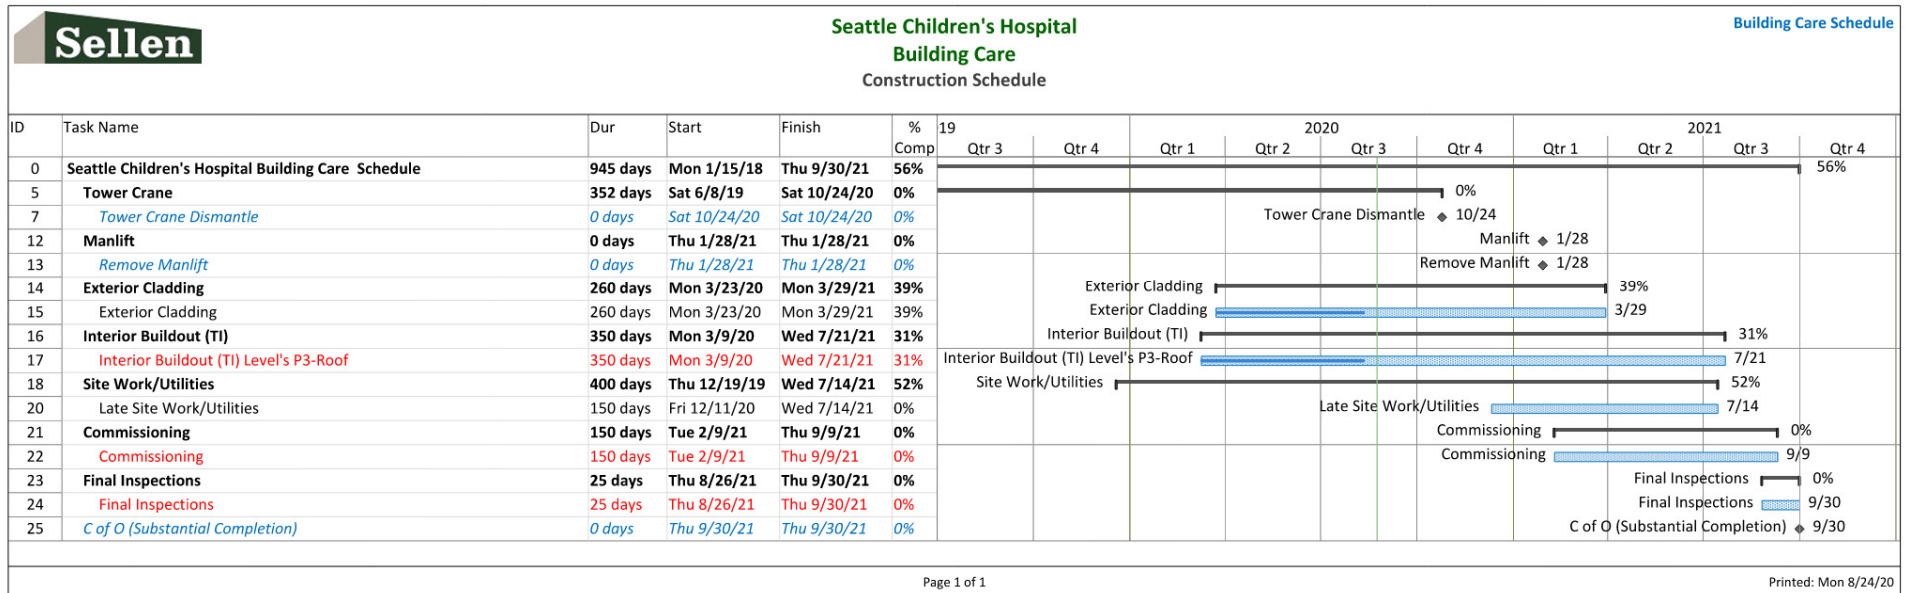 Sellen
Seattle Children's Hospital
Building Care
Construction Schedule
Building Care Schedule
ID Task Name Dur Start Finish % Comp
19 2020 2021
Qtr 3 Qtr 4 Qtr 1 Qtr 2 Qtr 3 Qtr 4 Qtr 1 Qtr 2 Qtr 3 Qtr 4
0 Seattle Children's Hospital Building Care Schedule 945 days Mon 1/15/18 Thu 9/30/21 56% 56%
5 Tower Crane 352 days Sat 6/8/19 Sat 10/24/20 0% 0%
7 Tower Crane Dismantle 0 days Sat 10/24/20 Sat 10/24/20 0% Tower Crane Dismantle 10/24
12 Manlift 0 days Thu 1/28/21 Thu 1/28/21 0% Manlift 1/28
13 Remove Manlift 0 days Thu 1/28/21 Thu 1/28/21 0% Remove Manlift 1/28
14 Exterior Cladding 260 days Mon 3/23/20 Mon 3/29/21 39% Exterior Cladding 39%
15 Exterior Cladding 260 days Mon 3/23/20 Mon 3/29/21 39% Exterior Cladding 3/29
16 Interior Buildout (TI) 350 days Mon 3/9/20 Wed 7/21/21 31% Interior Buildout (TI) 31%
17 Interior Buildout (TI) Level's P3-Roof 350 days Mon 3/9/20 Wed 7/21/21 31% Interior Buildout (TI) Level's P3-Roof 7/21
18 Site Work/Utilities 400 days Thu 12/19/19 Wed 7/14/21 52% Site Work/Utilities 52%
20 Late Site Work/Utilities 150 days Fri 12/11/20 Wed 7/14/21 0% Late Site Work/Utilities 7/14
21 Commissioning 150 days Tue 2/9/21 Thu 9/9/21 0% Commissioning 0%
22 Commissioning 150 days Tue 2/9/21 Thu 9/9/21 0% Commissioning 9/9
23 Final Inspections 25 days Thu 8/26/21 Thu 9/30/21 0% Final Inspections 0%
24 Final Inspections 25 days Thu 8/26/21 Thu 9/30/21 0% Final Inspections 9/30
25 C of O (Substantial Completion) 0 days Thu 9/30/21 Thu 9/30/21 0% C of O (Substantial Completion) 9/30
Page 1 of 1
Printed: Mon 8/24/20